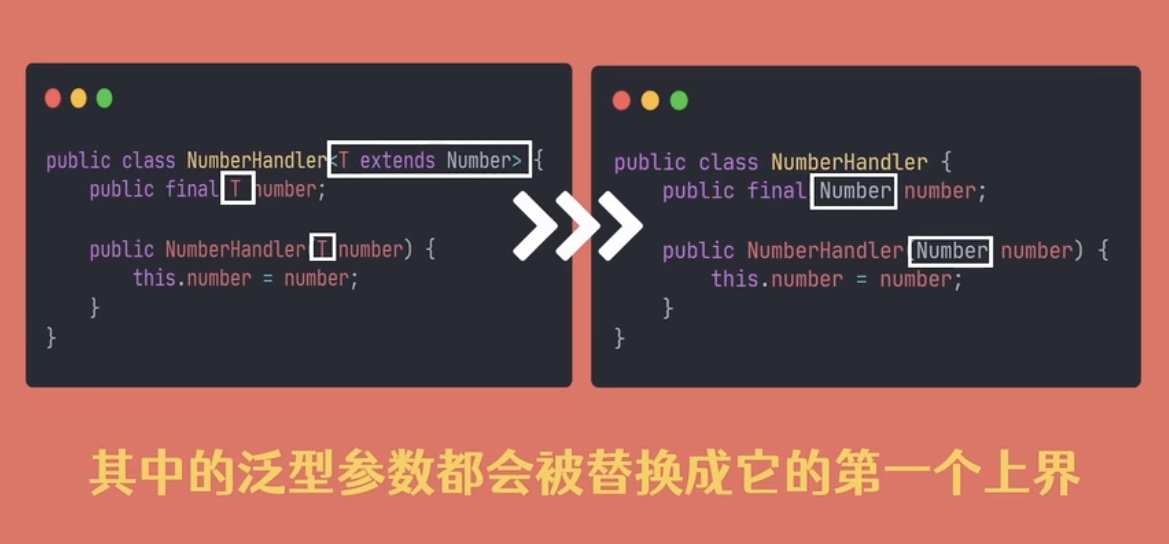 public class NumberHandler<T extends Number> {
    public final T number;
    public NumberHandler(T number) {
        this.number = number;
    }
}
public class NumberHandler {
    public final Number number;
    public NumberHandler(Number number) {
        this.number = number;
    }
}
其中的泛型参数都会被替换成它的第一个上界